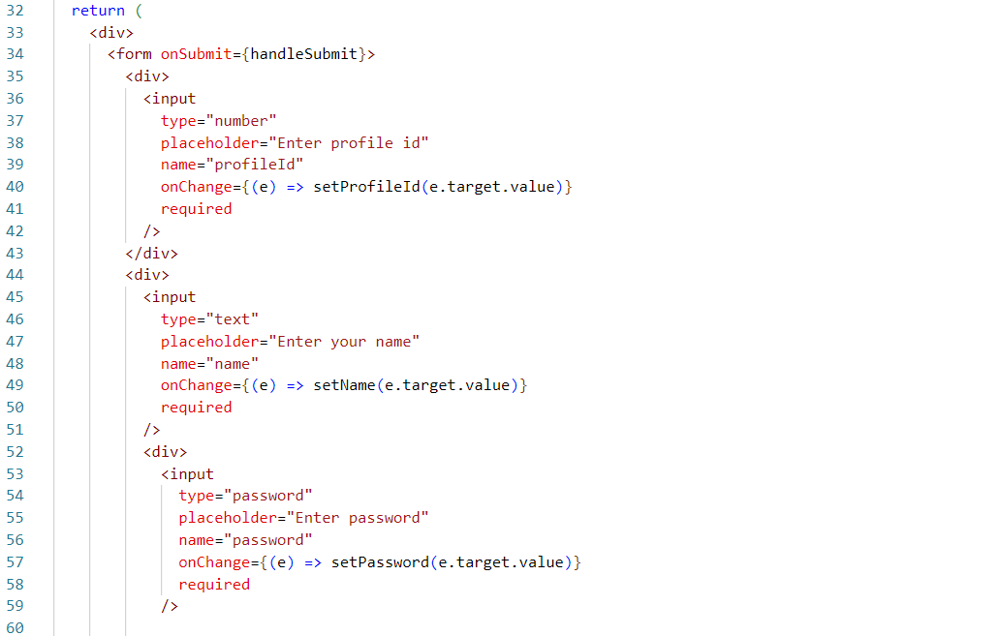 32 return (
33 <div>
34 <form onSubmit={handleSubmit}>
35 <div>
36 <input
37 type="number"
38 placeholder="Enter profile id"
39 name="profileId"
40 onChange={(e) => setProfileId(e.target.value)}
41 required
42 />
43 </div>
44 <div>
45 <input
46 type="text"
47 placeholder="Enter your name"
48 name="name"
49 onChange={(e) => setName(e.target.value)}
50 required
51 />
52 <div>
53 <input
54 type="password"
55 placeholder="Enter password"
56 name="password"
57 onChange={(e) => setPassword(e.target.value)}
58 required
59 />
60